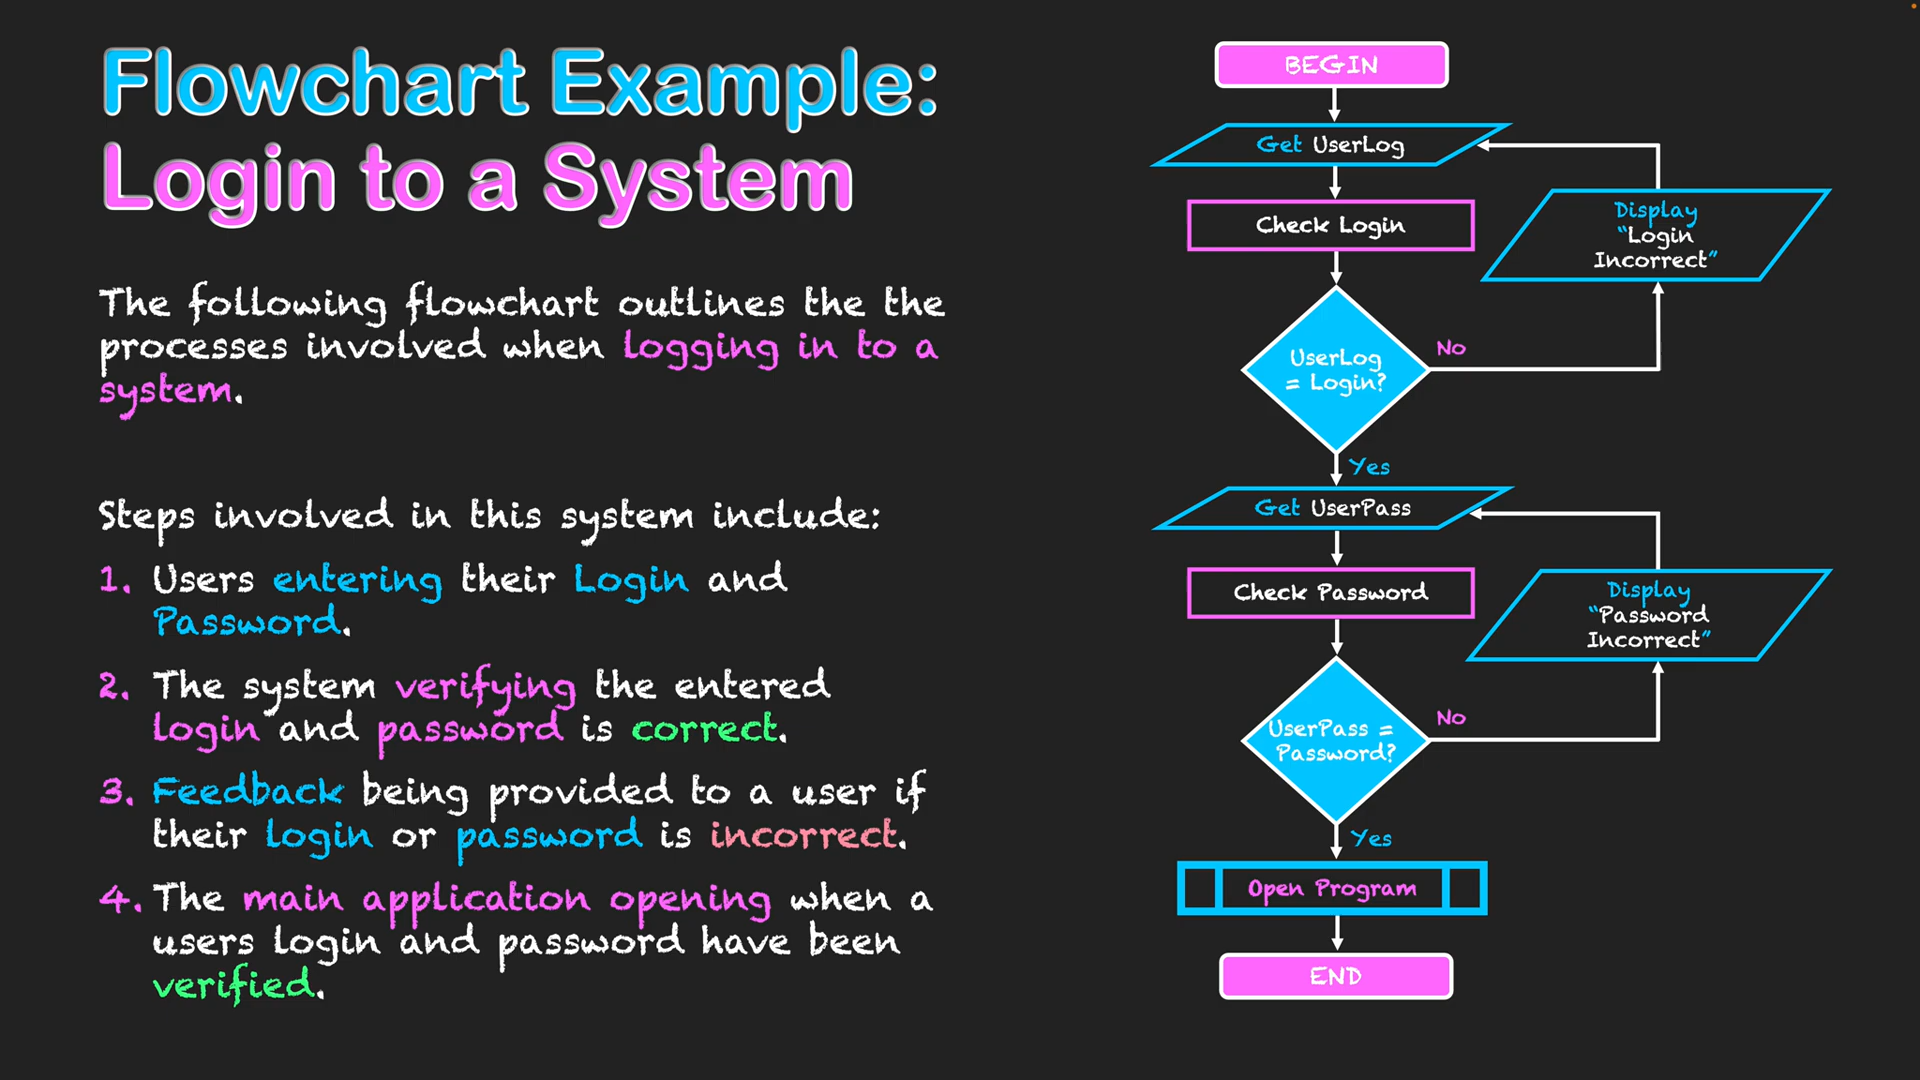 Flowchart Example:
Login to a System
The following flowchart outlines the the
processes involved when logging in to a
system.
Steps involved in this system include:
1. Users entering their Login and
Password.
2. The system verifying the entered
login and password is correct.
3. Feedback being provided to a user if
their login or password is incorrect.
4. The main application opening when a
users login and password have been
verified.
BEGIN
Get UserLog
Check Login
Display
"Login
Incorrect"
UserLog
= Login?
No
Yes
Get UserPass
Check Password
Display
"Password
Incorrect"
UserPass =
Password?
No
Yes
Open Program
END